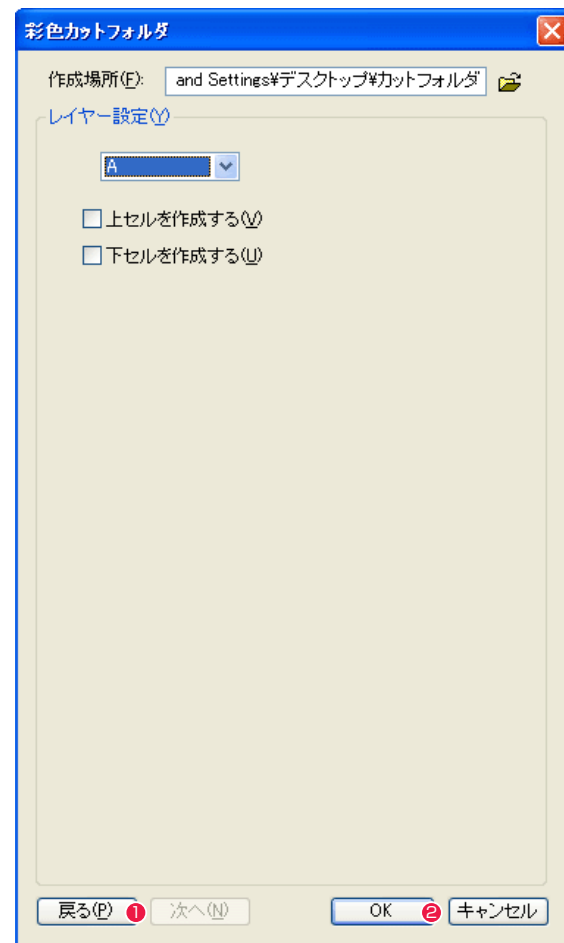 彩色カットフォルダ
作成場所(F): and Settings¥デスクトップ¥カットフォルダ
レイヤー設定(Y)
A
上セルを作成する(V)
下セルを作成する(U)
戻る(P) 1 次へ(N) OK 2 キャンセル